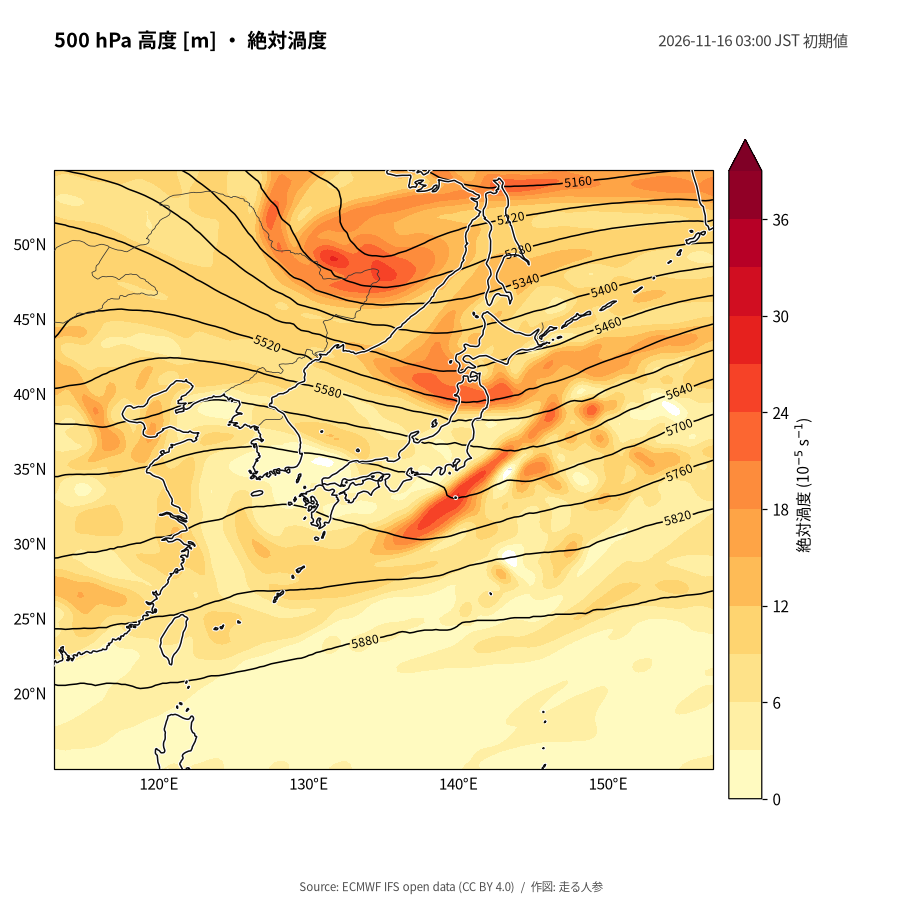 500 hPa 高度 [m] ・ 絶対渦度
2026-11-16 03:00 JST 初期値
5160
5220
5280
5340
5400
5460
5520
5580
5640
5700
5760
5820
5880
50°N
45°N
40°N
35°N
30°N
25°N
20°N
120°E
130°E
140°E
150°E
36
30
24
18
12
6
0
絶対渦度 (10⁻⁵ s⁻¹)
Source: ECMWF IFS open data (CC BY 4.0) / 作図: 走る人参